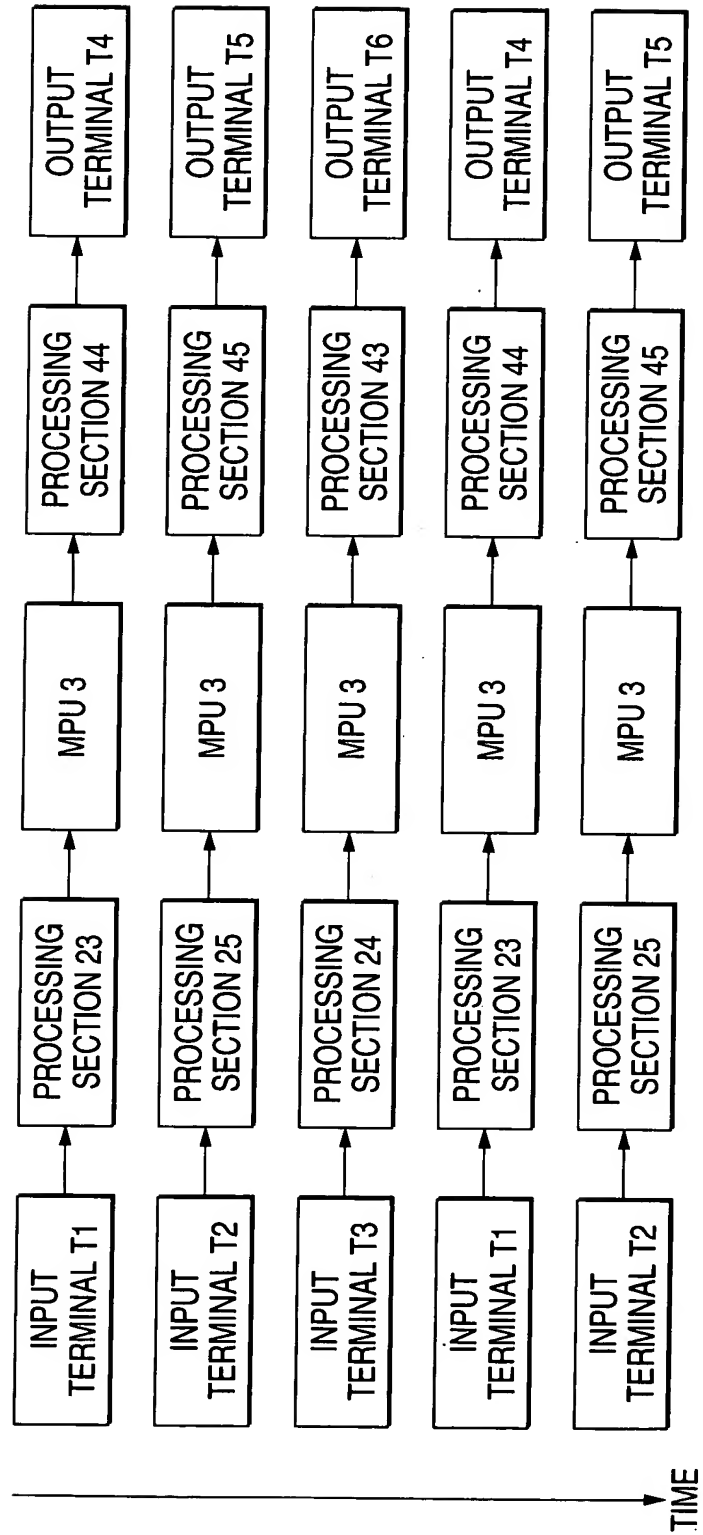 INPUT
TERMINAL T1
PROCESSING
SECTION 23
MPU 3
PROCESSING
SECTION 44
OUTPUT
TERMINAL T4
INPUT
TERMINAL T2
PROCESSING
SECTION 25
MPU 3
PROCESSING
SECTION 45
OUTPUT
TERMINAL T5
INPUT
TERMINAL T3
PROCESSING
SECTION 24
MPU 3
PROCESSING
SECTION 43
OUTPUT
TERMINAL T6
INPUT
TERMINAL T1
PROCESSING
SECTION 23
MPU 3
PROCESSING
SECTION 44
OUTPUT
TERMINAL T4
INPUT
TERMINAL T2
PROCESSING
SECTION 25
MPU 3
PROCESSING
SECTION 45
OUTPUT
TERMINAL T5
TIME